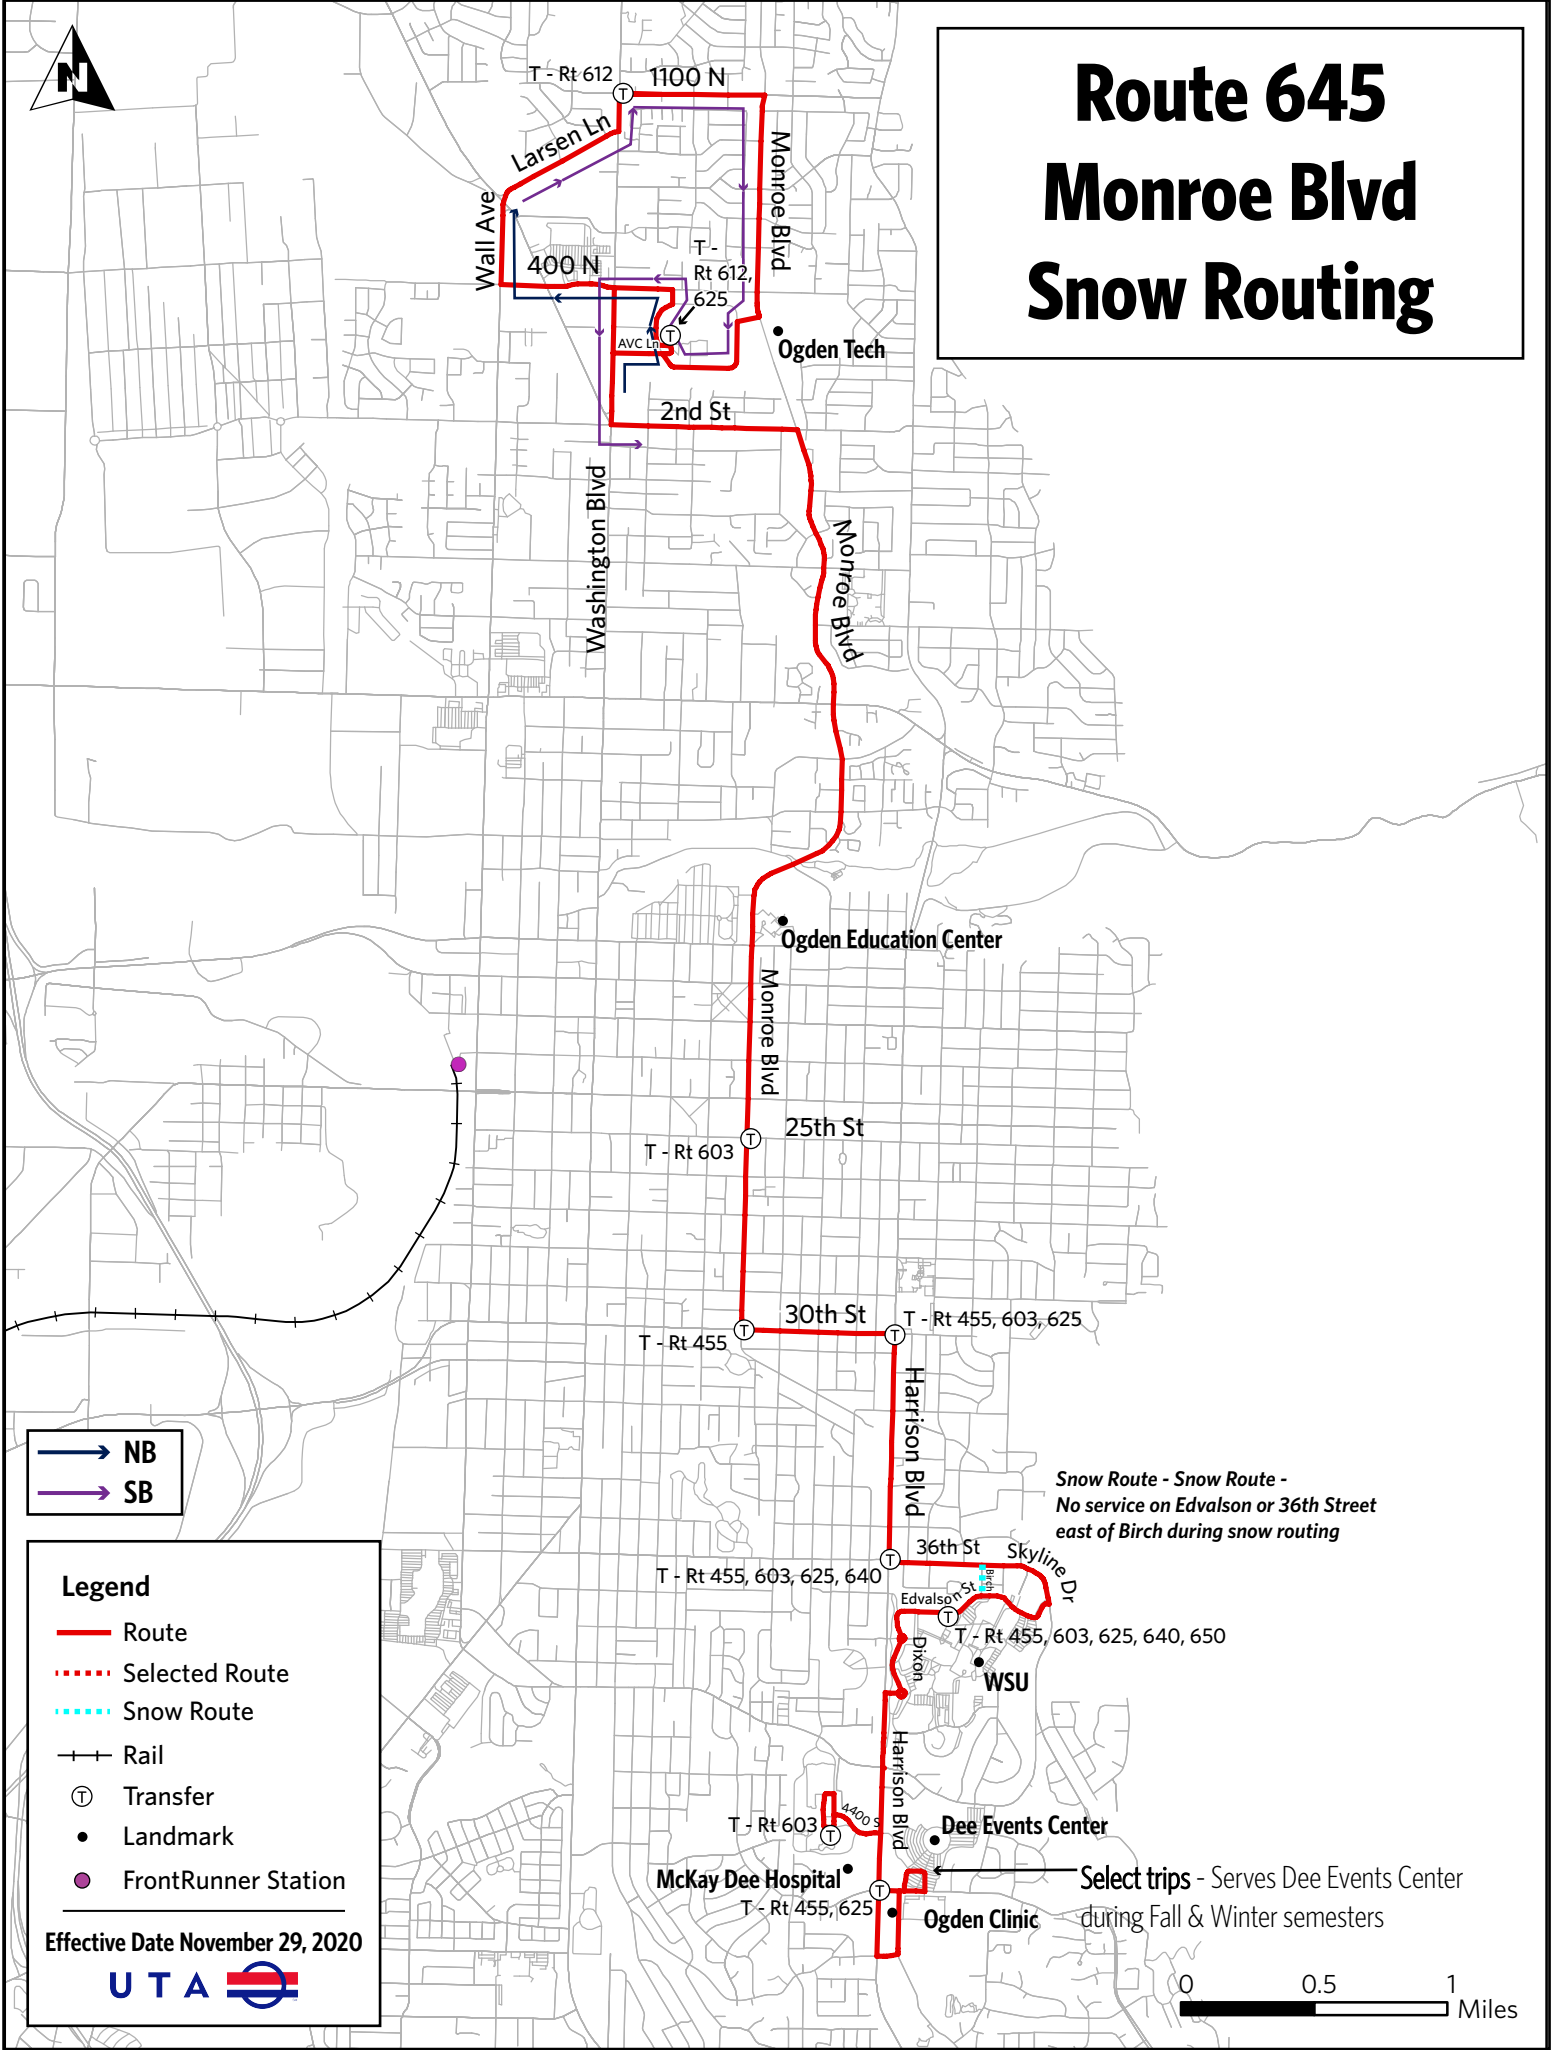 Route 645
Monroe Blvd
Snow Routing
N
T - Rt 612
T
1100 N
Larsen Ln
Monroe Blvd
Wall Ave
400 N
T -
Rt 612,
625
T
AVC Ln
Ogden Tech
2nd St
Washington Blvd
Monroe Blvd
Ogden Education Center
Monroe Blvd
25th St
T
T - Rt 603
30th St
T - Rt 455, 603, 625
T
T
T - Rt 455
Harrison Blvd
NB
SB
Snow Route - Snow Route -
No service on Edvalson or 36th Street
east of Birch during snow routing
36th St
Skyline Dr
T
T - Rt 455, 603, 625, 640
Birch
Edvalson St
T
T - Rt 455, 603, 625, 640, 650
Dixon
WSU
Harrison Blvd
4400 S
T - Rt 603
T
Dee Events Center
McKay Dee Hospital
Select trips - Serves Dee Events Center
during Fall & Winter semesters
T
T - Rt 455, 625
Ogden Clinic
Legend
Route
Selected Route
Snow Route
Rail
T
Transfer
Landmark
FrontRunner Station
Effective Date November 29, 2020
U T A
0 0.5 1
Miles